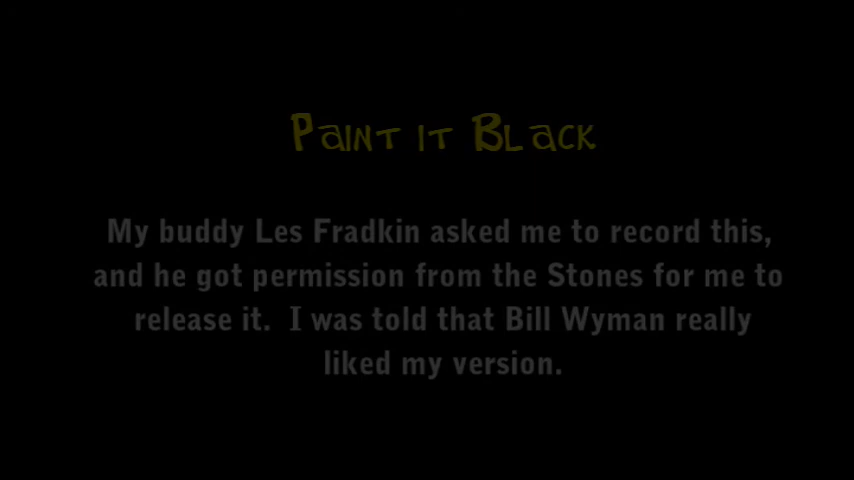 Paint it Black
My buddy Les Fradkin asked me to record this,
and he got permission from the Stones for me to
release it.  I was told that Bill Wyman really
liked my version.